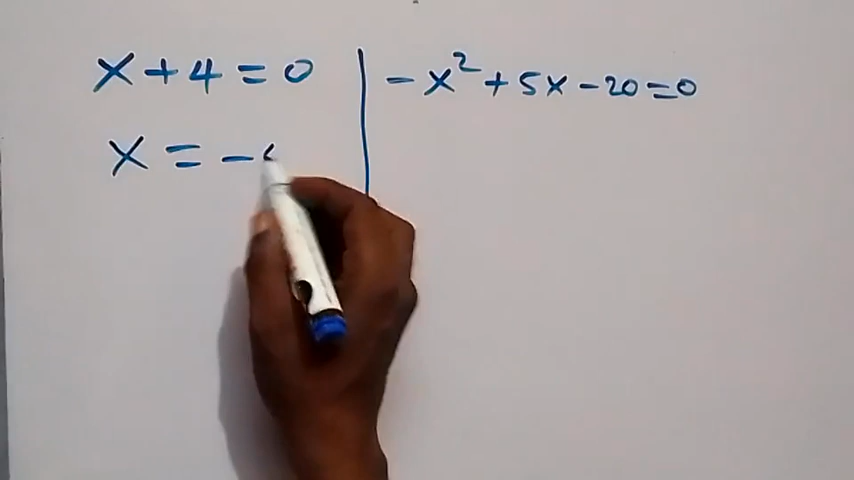 x + 4 = 0
-x² + 5x - 20 = 0
x = -